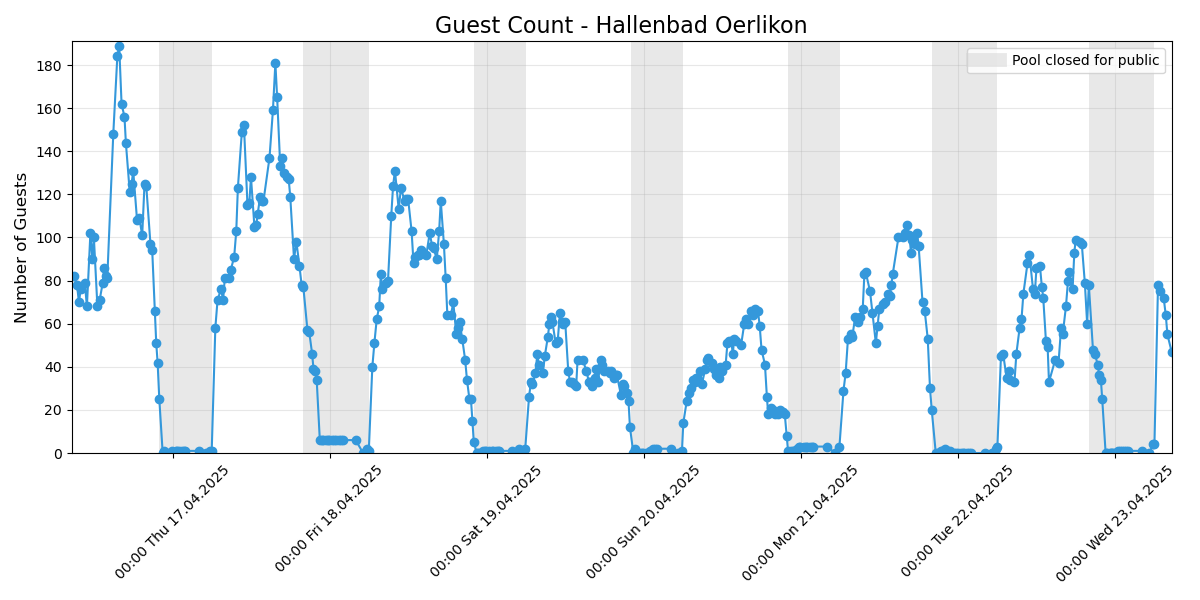 Guest Count - Hallenbad Oerlikon
Number of Guests
180
160
140
120
100
80
60
40
20
0
Pool closed for public
00:00 Thu 17.04.2025
00:00 Fri 18.04.2025
00:00 Sat 19.04.2025
00:00 Sun 20.04.2025
00:00 Mon 21.04.2025
00:00 Tue 22.04.2025
00:00 Wed 23.04.2025